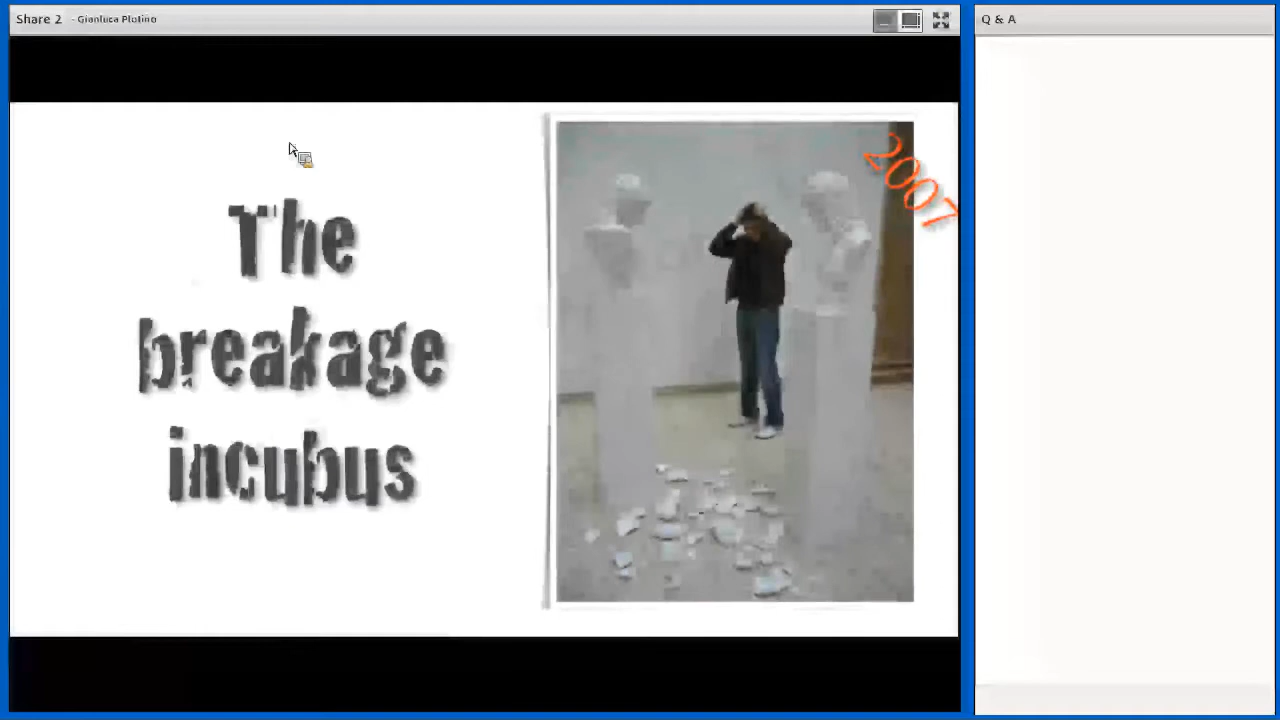 Share 2 - Gianluca Plotino
Q & A
2007
The
breakage
incubus